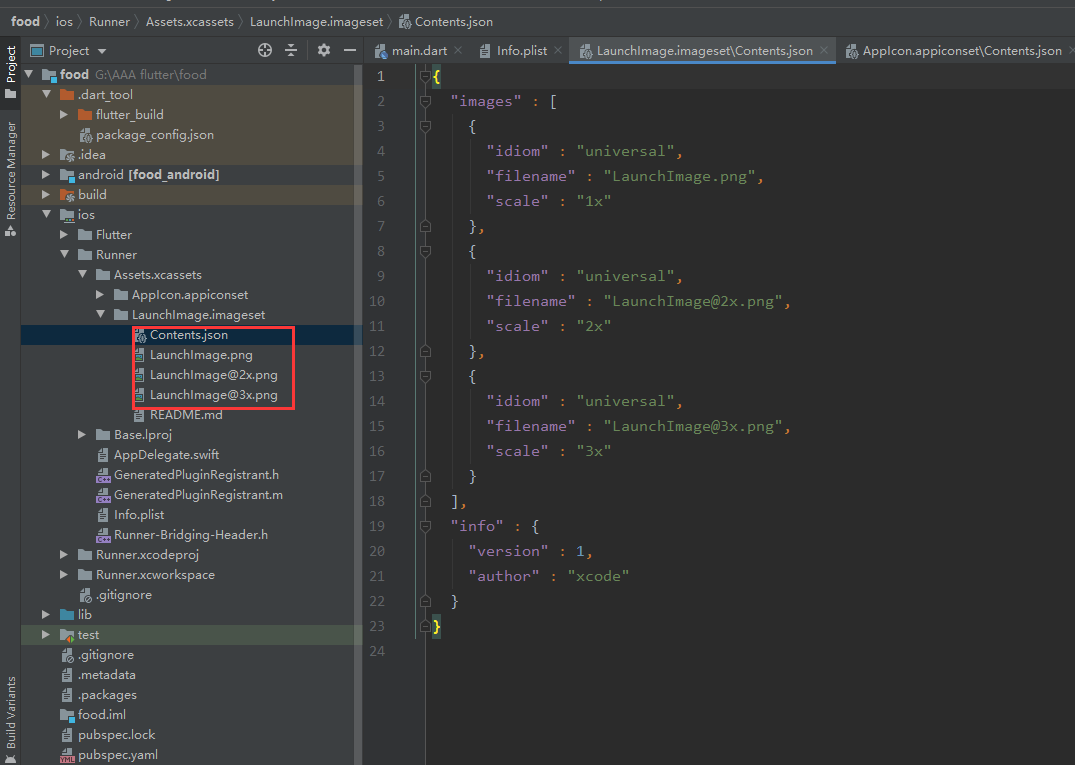 food ios Runner Assets.xcassets LaunchImage.imageset Contents.json
Project
main.dart Info.plist LaunchImage.imageset\Contents.json AppIcon.appiconset\Contents.json
Project
Resource Manager
Build Variants
food G:\AAA flutter\food
.dart_tool
flutter_build
package_config.json
.idea
android [food_android]
build
ios
Flutter
Runner
Assets.xcassets
AppIcon.appiconset
LaunchImage.imageset
Contents.json
LaunchImage.png
LaunchImage@2x.png
LaunchImage@3x.png
README.md
Base.lproj
AppDelegate.swift
GeneratedPluginRegistrant.h
GeneratedPluginRegistrant.m
Info.plist
Runner-Bridging-Header.h
Runner.xcodeproj
Runner.xcworkspace
.gitignore
lib
test
.gitignore
.metadata
.packages
food.iml
pubspec.lock
pubspec.yaml
1 {
2 "images" : [
3 {
4 "idiom" : "universal",
5 "filename" : "LaunchImage.png",
6 "scale" : "1x"
7 },
8 {
9 "idiom" : "universal",
10 "filename" : "LaunchImage@2x.png",
11 "scale" : "2x"
12 },
13 {
14 "idiom" : "universal",
15 "filename" : "LaunchImage@3x.png",
16 "scale" : "3x"
17 }
18 ],
19 "info" : {
20 "version" : 1,
21 "author" : "xcode"
22 }
23 }
24